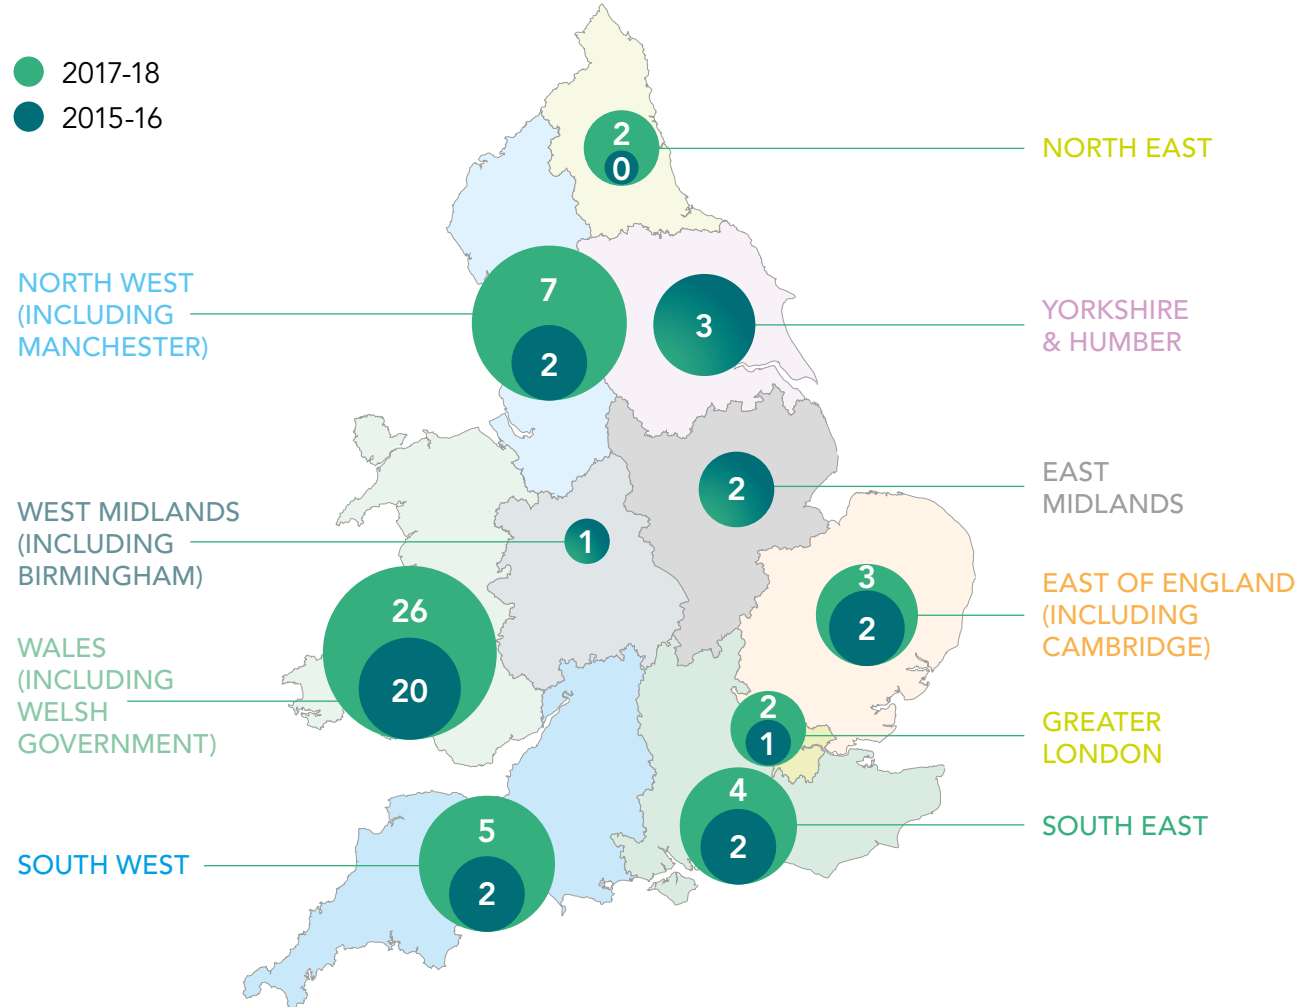 2017-18
2015-16
2
0
NORTH EAST
NORTH WEST
(INCLUDING
MANCHESTER)
7
2
3
YORKSHIRE
& HUMBER
2
EAST
MIDLANDS
WEST MIDLANDS
(INCLUDING
BIRMINGHAM)
1
3
2
EAST OF ENGLAND
(INCLUDING
CAMBRIDGE)
WALES
(INCLUDING
WELSH
GOVERNMENT)
26
20
2
1
GREATER
LONDON
4
2
SOUTH EAST
SOUTH WEST
5
2